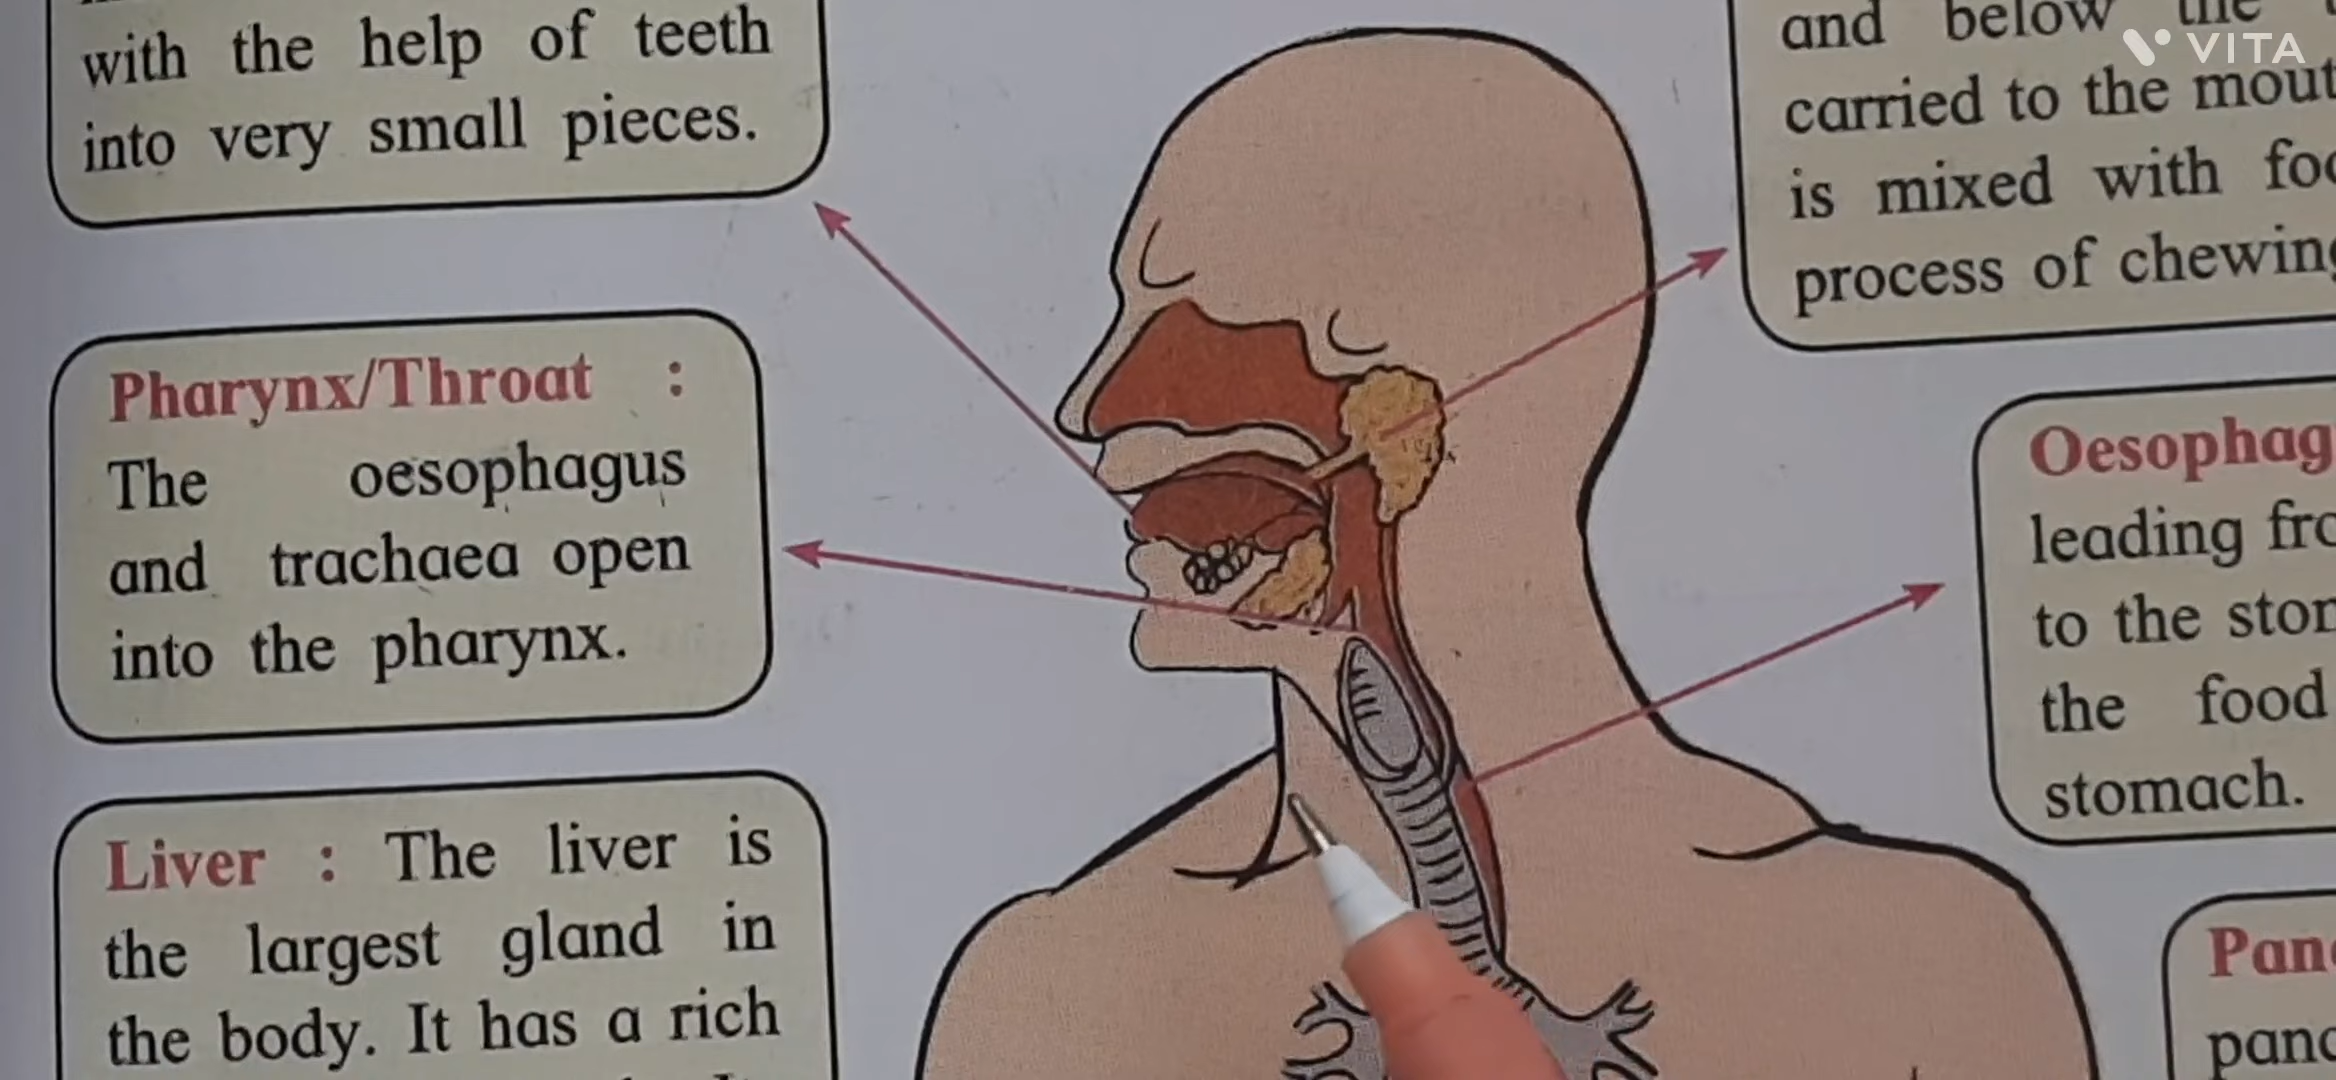 with the help of teeth
into very small pieces.
Pharynx/Throat :
The oesophagus
and trachaea open
into the pharynx.
Liver : The liver is
the largest gland in
the body. It has a rich
and below the
carried to the
is mixed with
process of
leading
to the
the food
stomach.
VITA